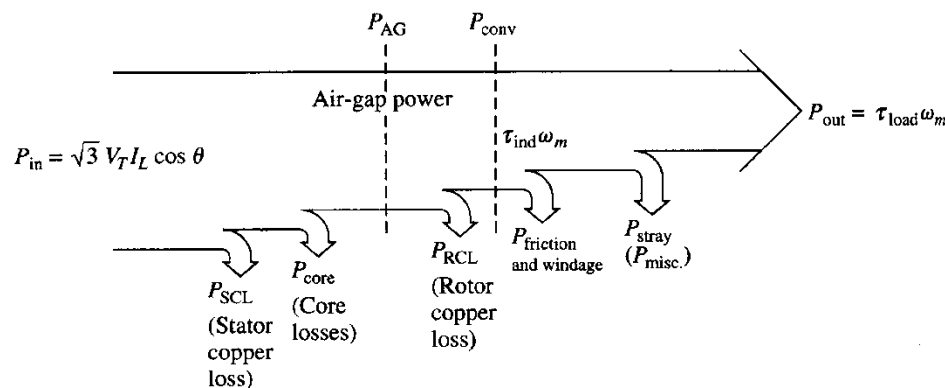 P_AG
P_conv
Air-gap power
P_out = τ_load ω_m
τ_ind ω_m
P_in = √3 V_T I_L cos θ
P_SCL
(Stator
copper
loss)
P_core
(Core
losses)
P_RCL
(Rotor
copper
loss)
P_friction
and windage
P_stray
(P_misc.)